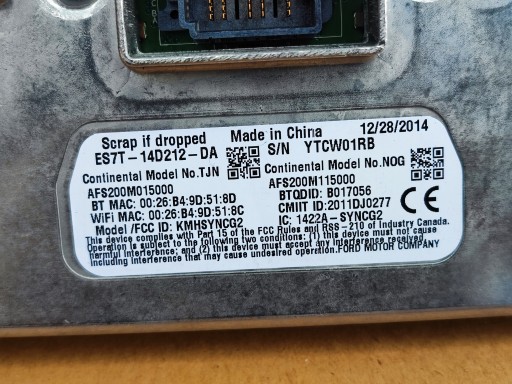 Scrap if dropped Made in China 12/28/2014
ES7T-14D212-DA S/N YTCW01RB
Continental Model No.TJN Continental Model No:NOG
AFS200M015000 AFS200M115000
BT MAC: 00:26:B4:9D:51:8D BTQDID: B017056
WiFi MAC: 00:26:B4:9D:51:8C CMIIT ID: 2011DJ0277
Model /FCC ID: KMHSYNCG2 IC: 1422A-SYNCG2
This device complies with Part 15 of the FCC Rules and RSS-210 of Industry Canada.
Operation is subject to the following two conditions: (1) this device must not cause
harmful interference; and (2) this device must accept any interference received
including interference that may cause undesired operation.FORD MOTOR COMPANY
CE